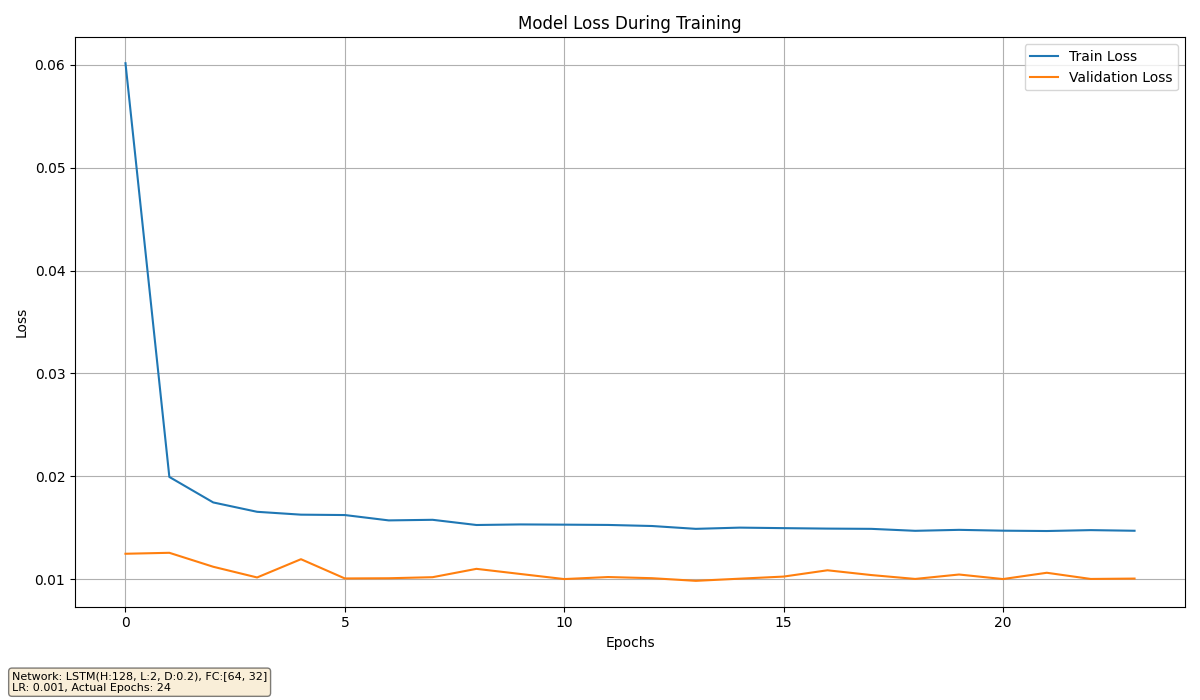 Model Loss During Training
Train Loss
Validation Loss
0.06
0.05
0.04
0.03
0.02
0.01
Loss
0 5 10 15 20
Epochs
Network: LSTM(H:128, L:2, D:0.2), FC:[64, 32]
LR: 0.001, Actual Epochs: 24